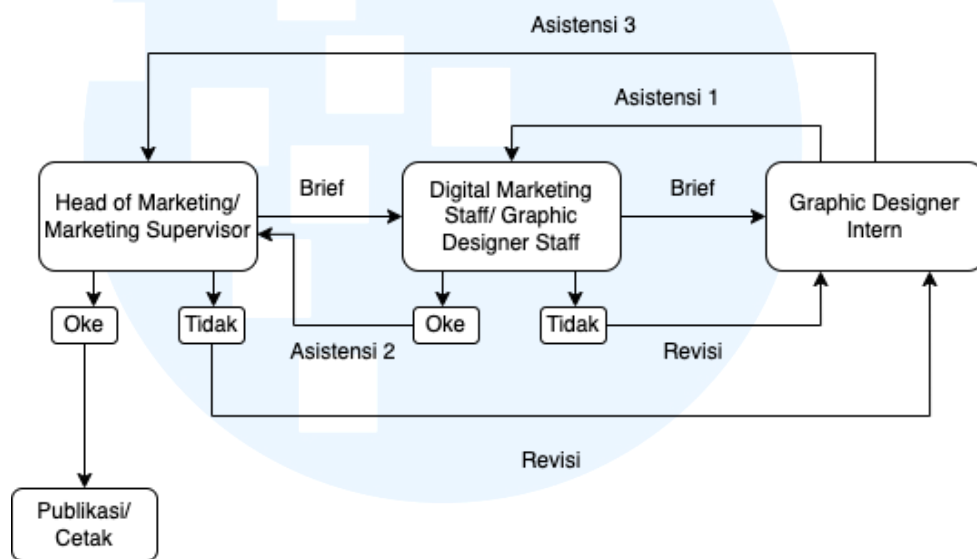 Asistensi 3
Asistensi 1
Head of Marketing/
Marketing Supervisor
Brief
Digital Marketing
Staff/ Graphic
Designer Staff
Brief
Graphic Designer
Intern
Oke
Tidak
Asistensi 2
Oke
Tidak
Revisi
Revisi
Publikasi/
Cetak